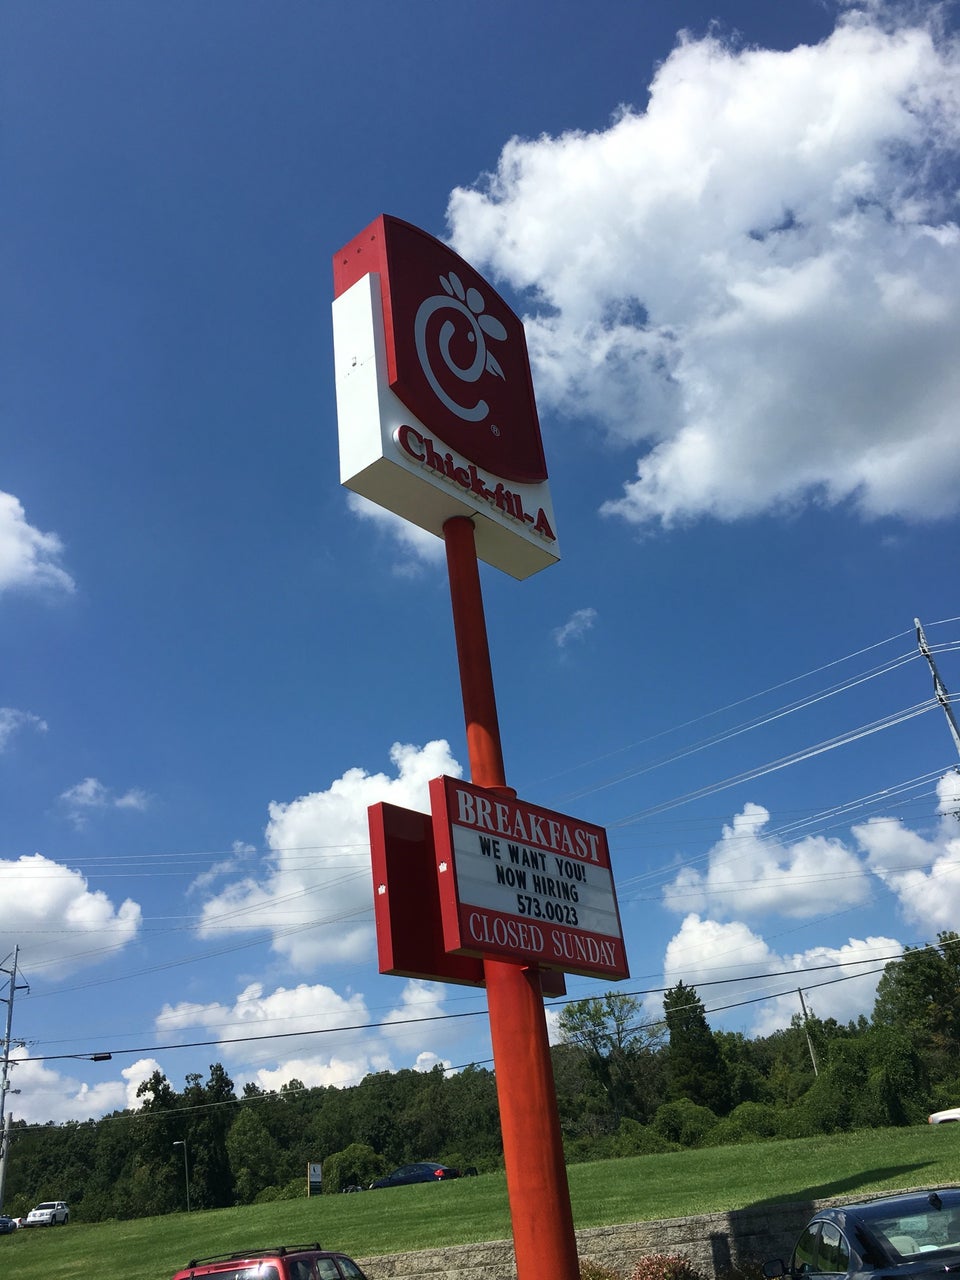 ®
Chick-fil-A
BREAKFAST
WE WANT YOU!
NOW HIRING
573.0023
CLOSED SUNDAY